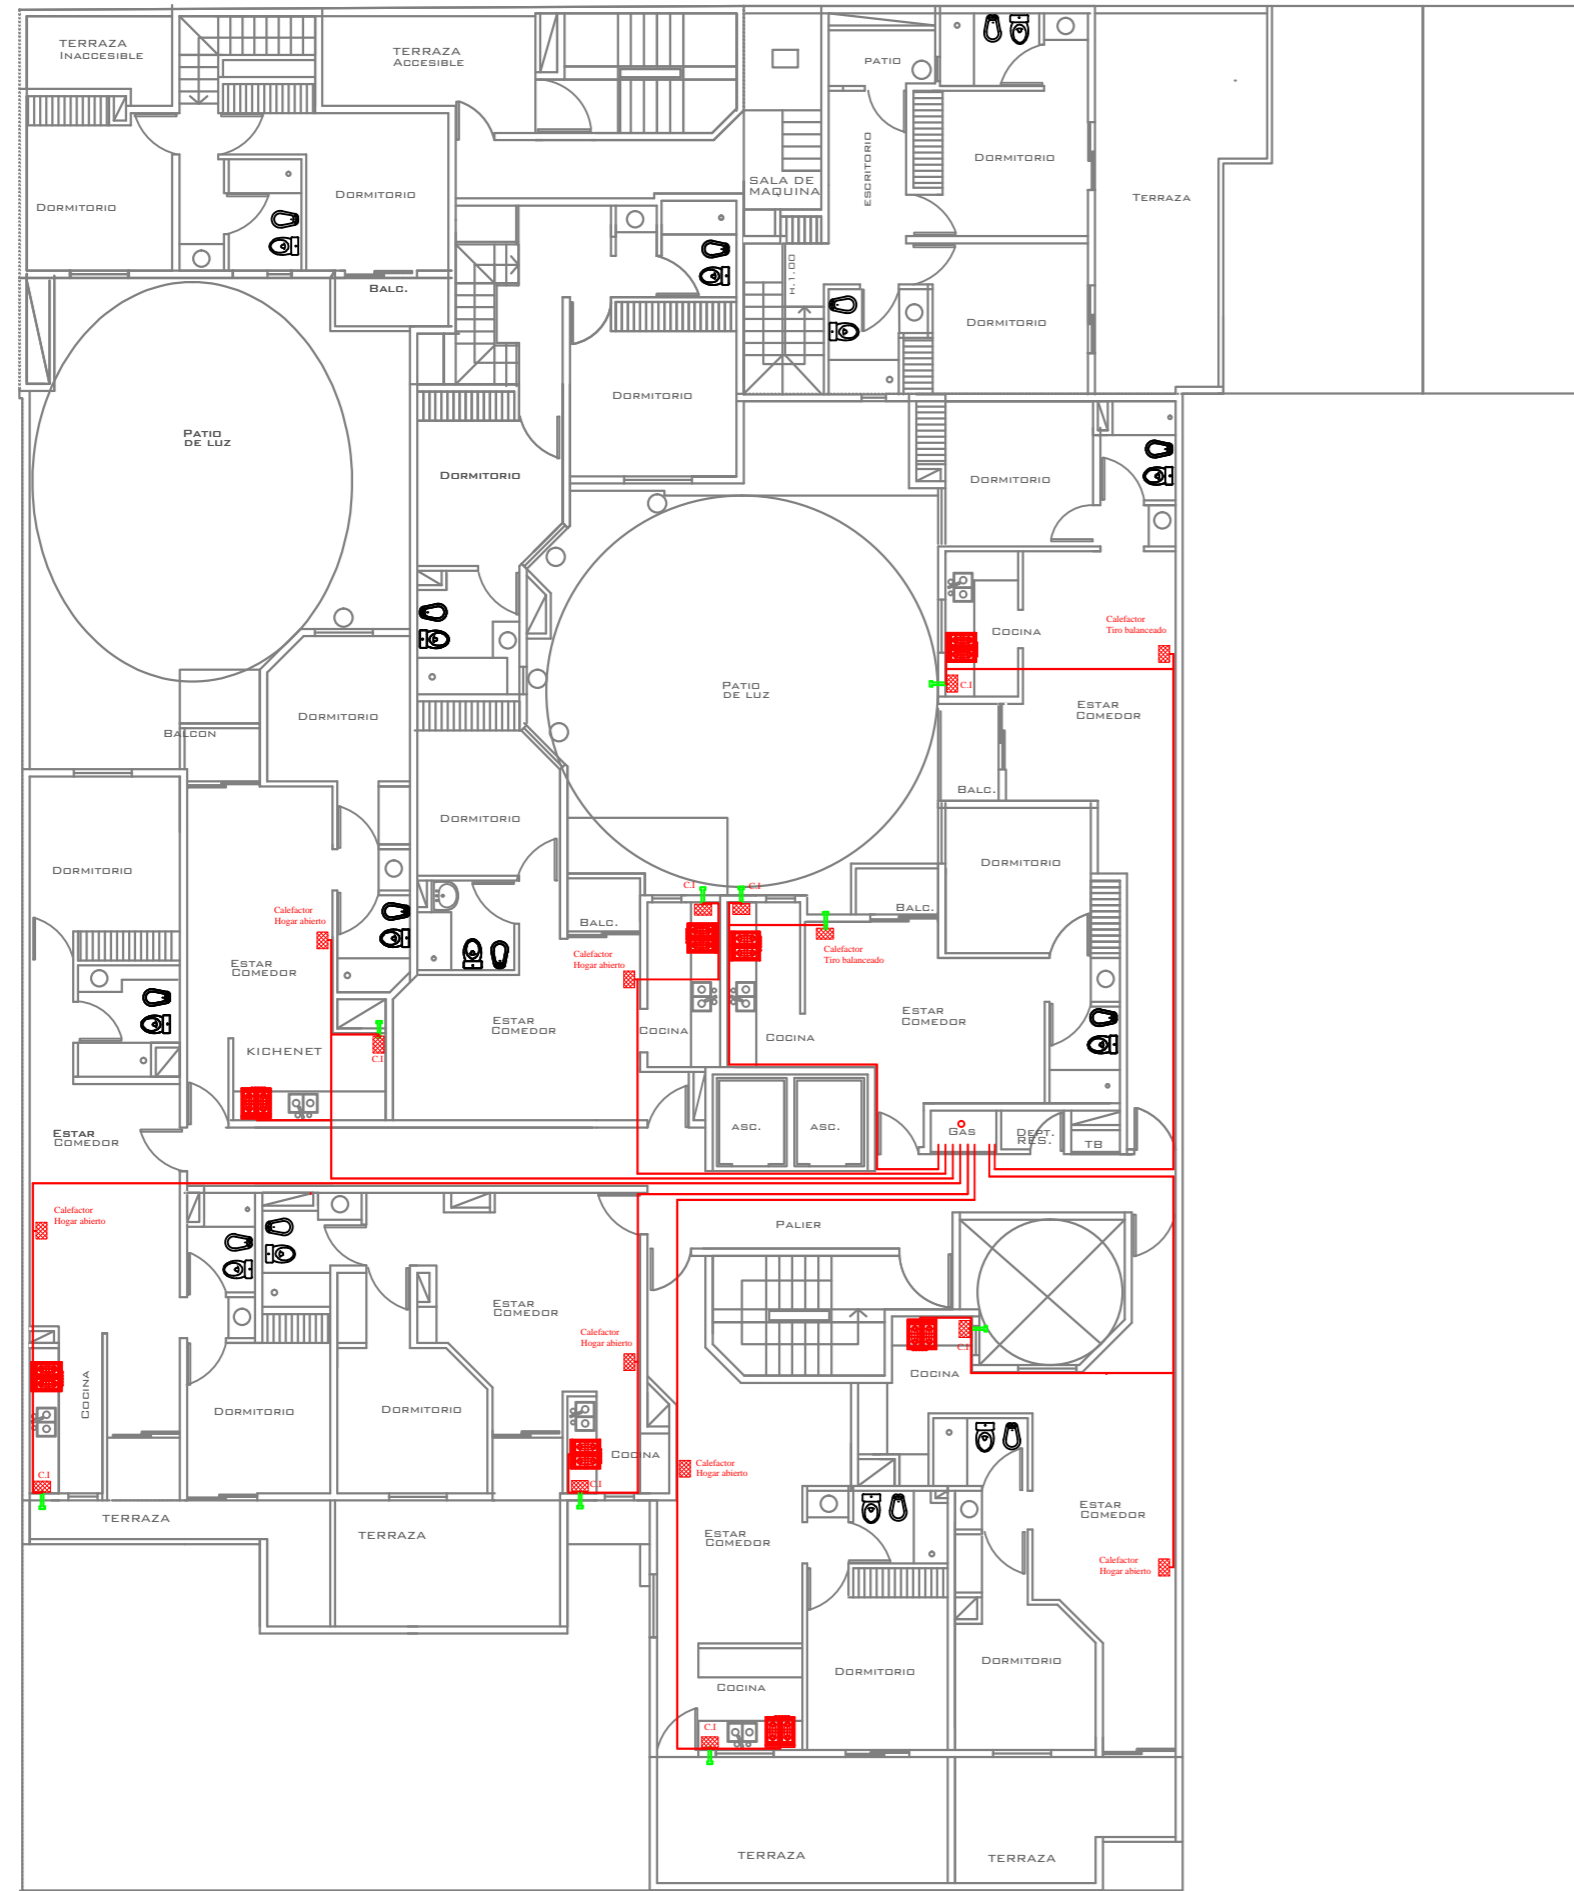 TERRAZA
INACCESIBLE
TERRAZA
ACCESIBLE
PATIO
DORMITORIO
ESCRITORIO
SALA DE
MAQUINA
TERRAZA
DORMITORIO
DORMITORIO
H.1.00
BALC.
DORMITORIO
DORMITORIO
PATIO
DE LUZ
DORMITORIO
DORMITORIO
Calefactor
Tiro balanceado
COCINA
C.I
PATIO
DE LUZ
ESTAR
COMEDOR
DORMITORIO
BALCON
BALC.
DORMITORIO
DORMITORIO
DORMITORIO
C.I
C.I
Calefactor
Hogar abierto
BALC.
BALC.
Calefactor
Hogar abierto
Calefactor
Tiro balanceado
ESTAR
COMEDOR
ESTAR
COMEDOR
ESTAR
COMEDOR
COCINA
COCINA
KICHENET
C.I
ASC.
ASC.
GAS
DEPT.
RES.
TB
ESTAR
COMEDOR
Calefactor
Hogar abierto
PALIER
ESTAR
COMEDOR
Calefactor
Hogar abierto
C.I
COCINA
COCINA
DORMITORIO
DORMITORIO
COCINA
Calefactor
Hogar abierto
C.I
C.I
TERRAZA
TERRAZA
ESTAR
COMEDOR
ESTAR
COMEDOR
Calefactor
Hogar abierto
DORMITORIO
DORMITORIO
COCINA
C.I
TERRAZA
TERRAZA